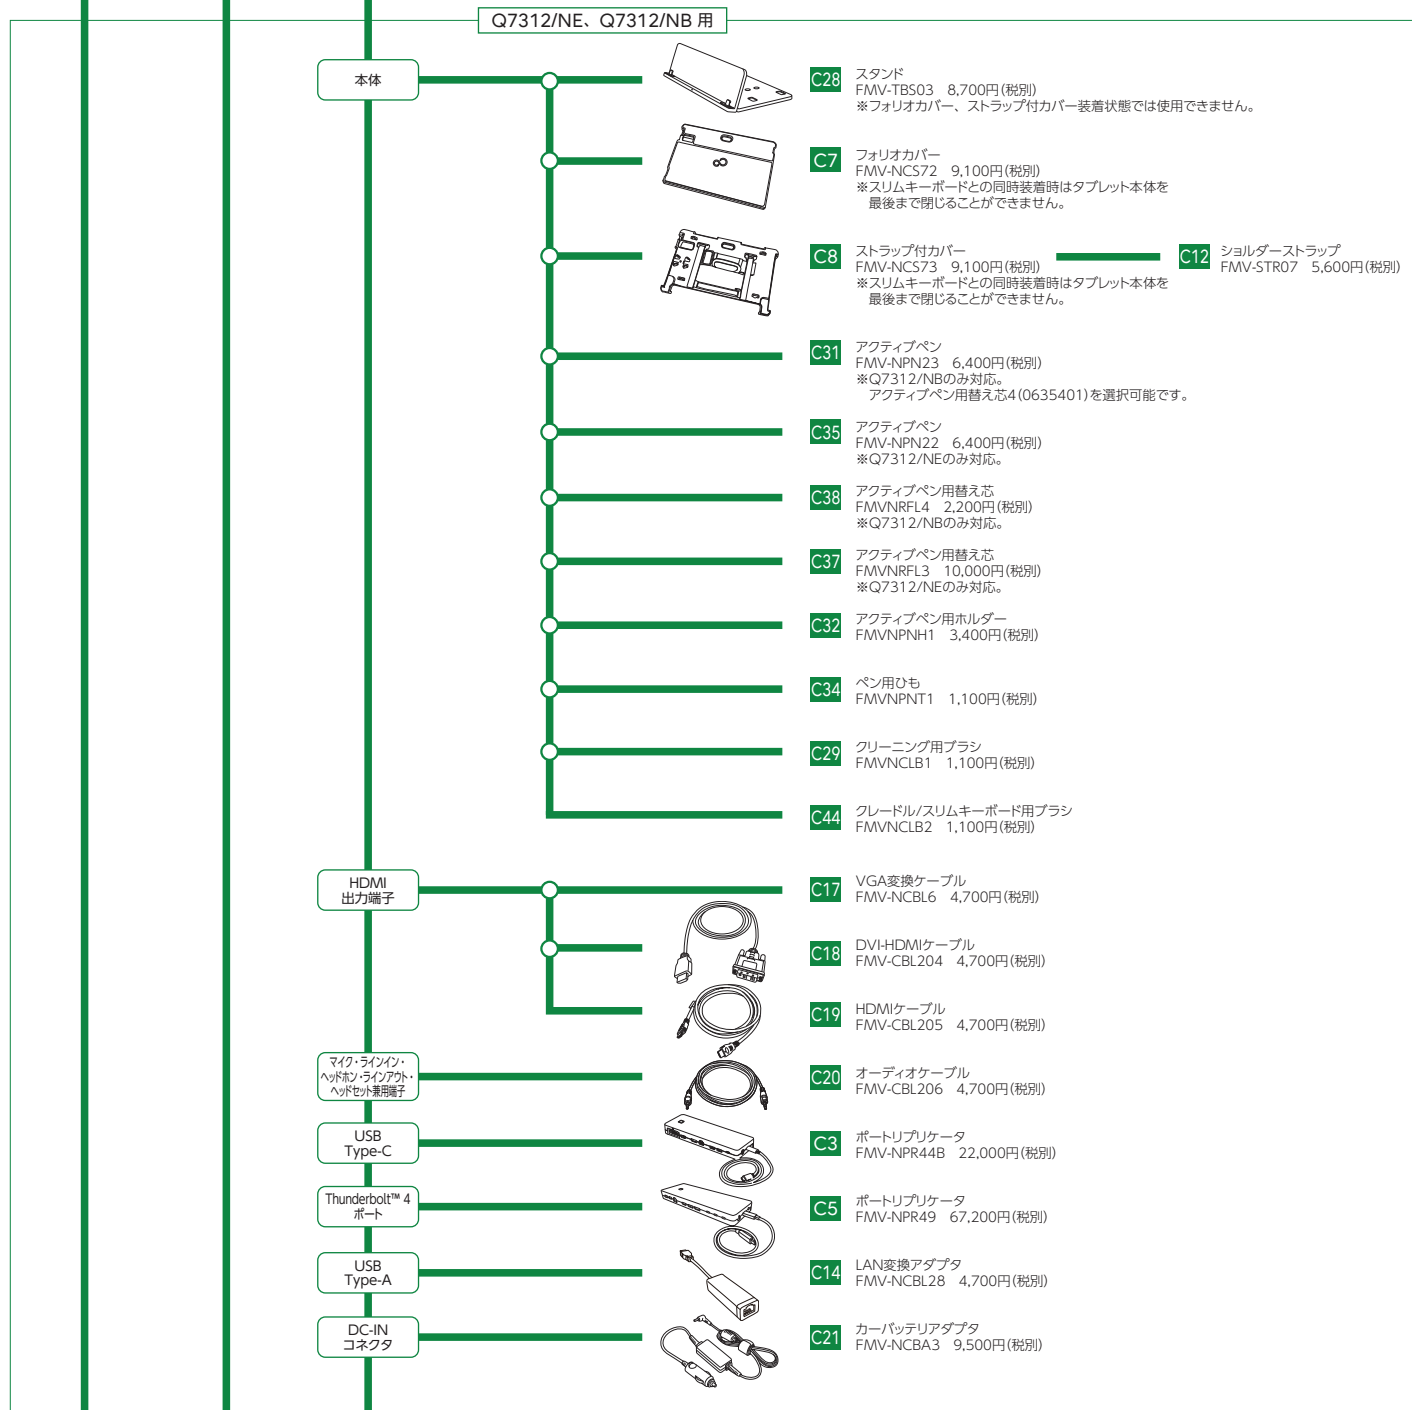 Q7312/NE、Q7312/NB 用
本体
C28 スタンド
FMV-TBS03 8,700円(税別)
※フォリオカバー、ストラップ付カバー装着状態では使用できません。
C7 フォリオカバー
FMV-NCS72 9,100円(税別)
※スリムキーボードとの同時装着時はタブレット本体を
最後まで閉じることができません。
C8 ストラップ付カバー
FMV-NCS73 9,100円(税別)
※スリムキーボードとの同時装着時はタブレット本体を
最後まで閉じることができません。
C12 ショルダーストラップ
FMV-STR07 5,600円(税別)
C31 アクティブペン
FMV-NPN23 6,400円(税別)
※Q7312/NBのみ対応。
アクティブペン用替え芯4(0635401)を選択可能です。
C35 アクティブペン
FMV-NPN22 6,400円(税別)
※Q7312/NEのみ対応。
C38 アクティブペン用替え芯
FMVNRFL4 2,200円(税別)
※Q7312/NBのみ対応。
C37 アクティブペン用替え芯
FMVNRFL3 10,000円(税別)
※Q7312/NEのみ対応。
C32 アクティブペン用ホルダー
FMVNPNH1 3,400円(税別)
C34 ペン用ひも
FMVNPNT1 1,100円(税別)
C29 クリーニング用ブラシ
FMVNCLB1 1,100円(税別)
C44 クレードル/スリムキーボード用ブラシ
FMVNCLB2 1,100円(税別)
HDMI
出力端子
C17 VGA変換ケーブル
FMV-NCBL6 4,700円(税別)
C18 DVI-HDMIケーブル
FMV-CBL204 4,700円(税別)
C19 HDMIケーブル
FMV-CBL205 4,700円(税別)
マイク・ラインイン・
ヘッドホン・ラインアウト・
ヘッドセット兼用端子
C20 オーディオケーブル
FMV-CBL206 4,700円(税別)
USB
Type-C
C3 ポートリプリケータ
FMV-NPR44B 22,000円(税別)
Thunderbolt™ 4
ポート
C5 ポートリプリケータ
FMV-NPR49 67,200円(税別)
USB
Type-A
C14 LAN変換アダプタ
FMV-NCBL28 4,700円(税別)
DC-IN
コネクタ
C21 カーバッテリアダプタ
FMV-NCBA3 9,500円(税別)